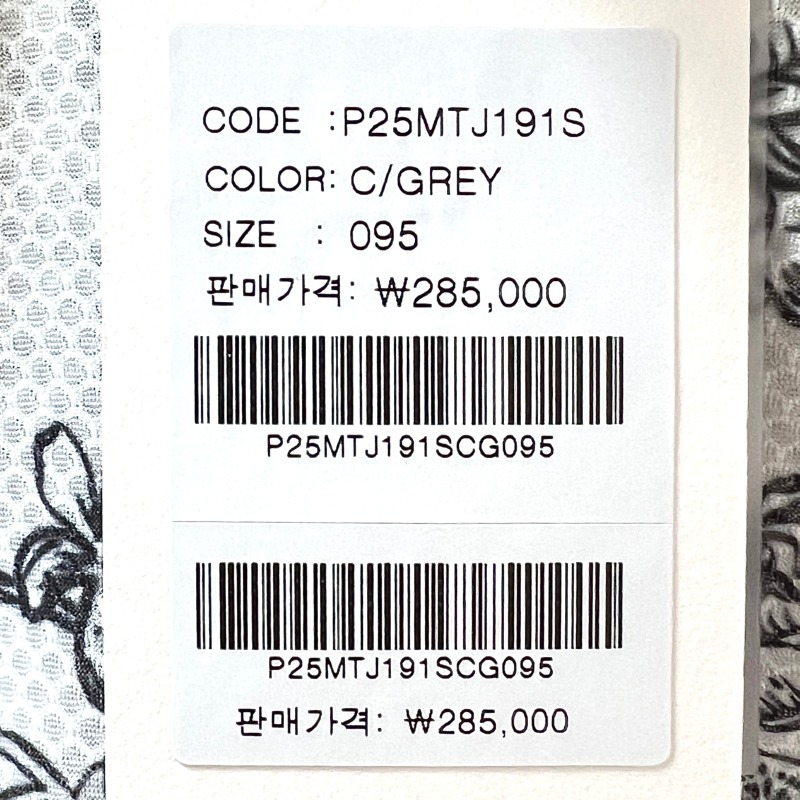 CODE :P25MTJ191S
COLOR: C/GREY
SIZE : 095
판매가격: ₩285,000
P25MTJ191SCG095
P25MTJ191SCG095
판매가격: ₩285,000